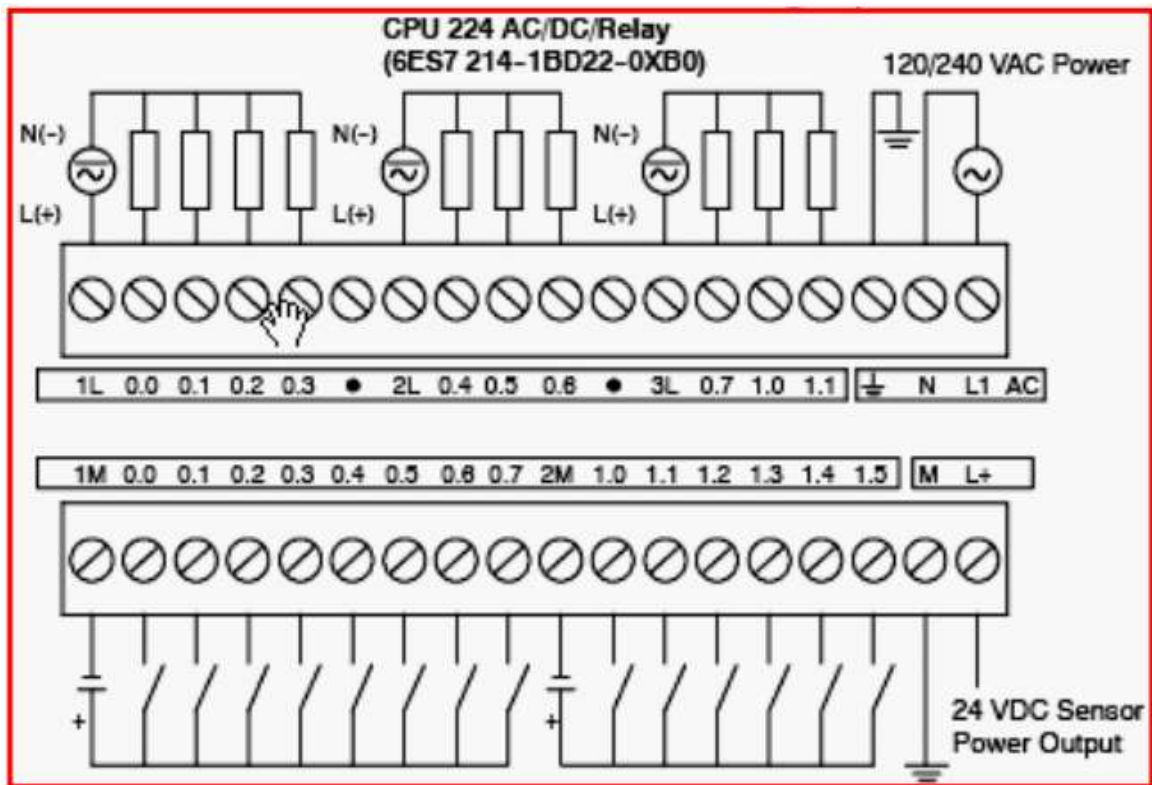 CPU 224 AC/DC/Relay
(6ES7 214-1BD22-0XB0)
120/240 VAC Power
N(-) N(-) N(-)
L(+) L(+) L(+)
1L 0.0 0.1 0.2 0.3 ● 2L 0.4 0.5 0.6 ● 3L 0.7 1.0 1.1 ⏚ N L1 AC
1M 0.0 0.1 0.2 0.3 0.4 0.5 0.6 0.7 2M 1.0 1.1 1.2 1.3 1.4 1.5 M L+
+ +
24 VDC Sensor
Power Output